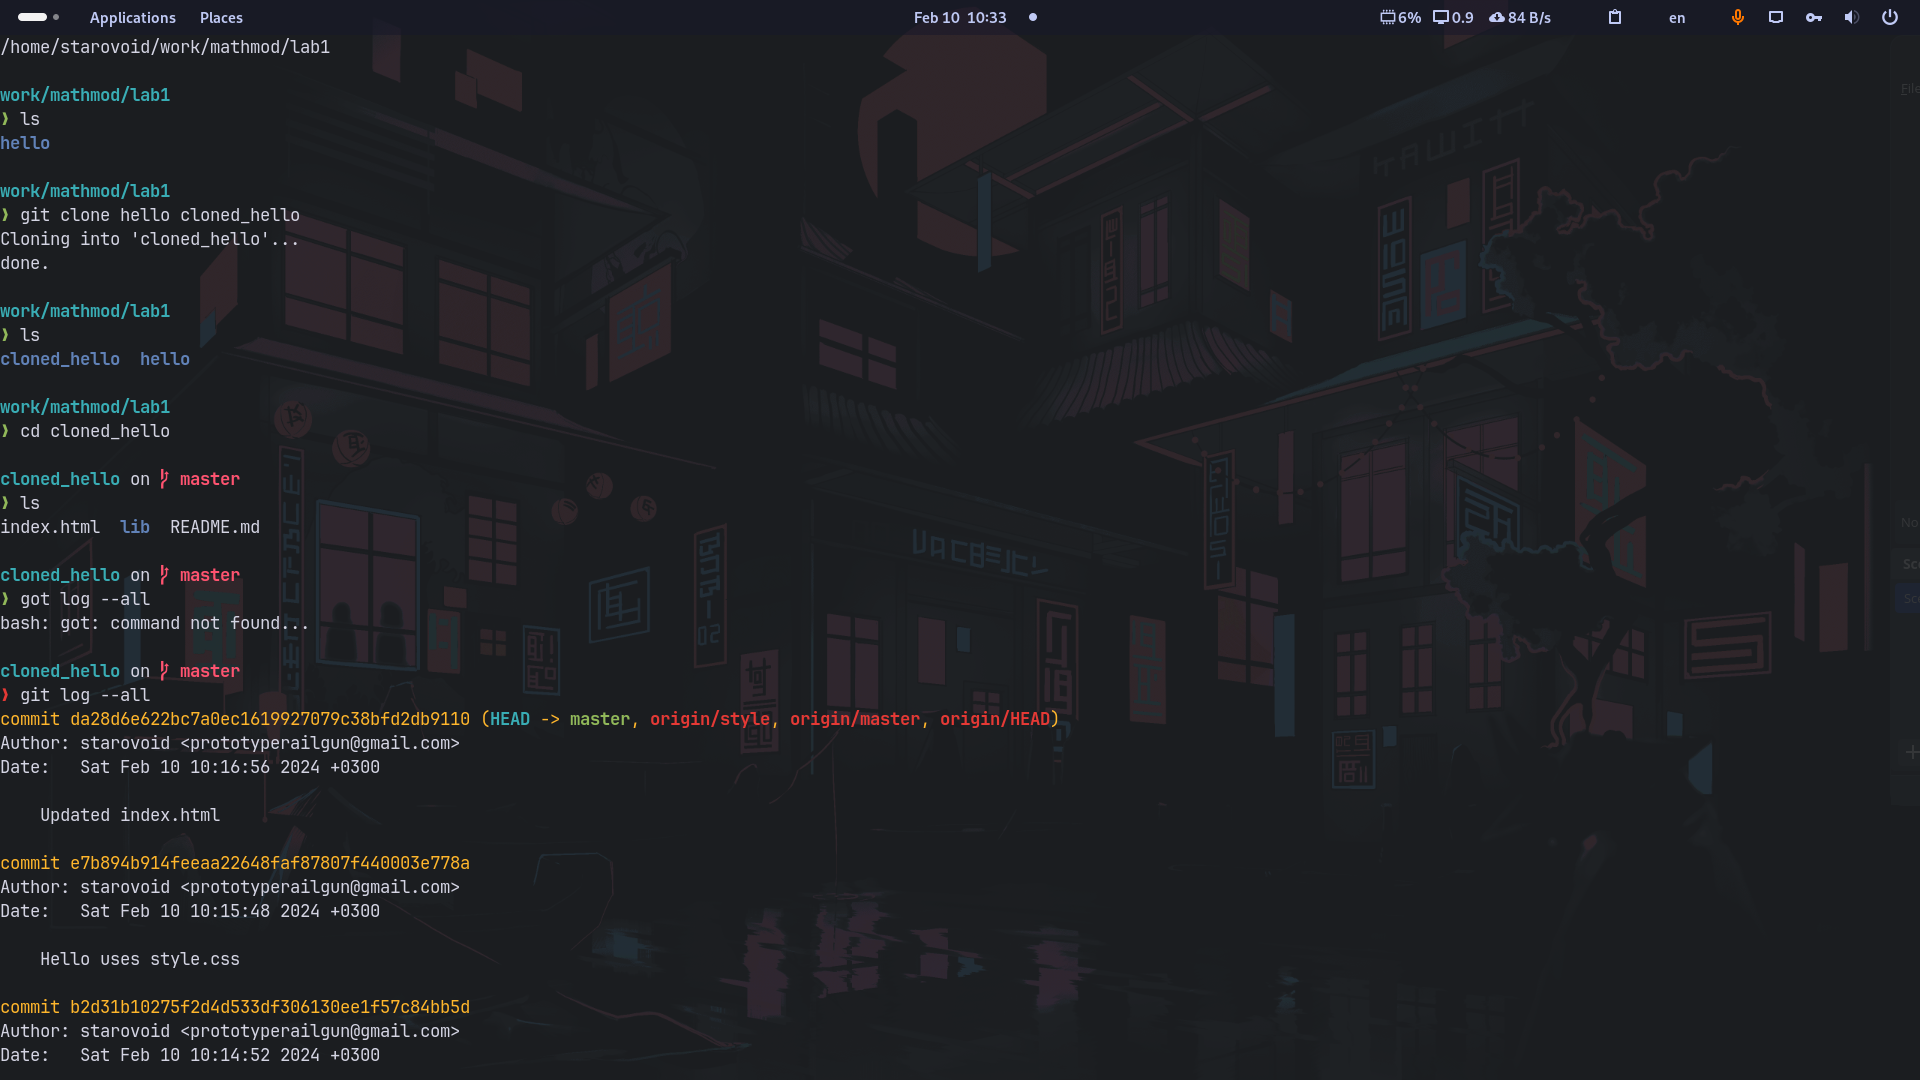 Applications Places Feb 10 10:33 6% 0.9 84 B/s en
/home/starovoid/work/mathmod/lab1
work/mathmod/lab1
❯ ls
hello
work/mathmod/lab1
❯ git clone hello cloned_hello
Cloning into 'cloned_hello'...
done.
work/mathmod/lab1
❯ ls
cloned_hello  hello
work/mathmod/lab1
❯ cd cloned_hello
cloned_hello on master
❯ ls
index.html  lib  README.md
cloned_hello on master
❯ got log --all
bash: got: command not found...
cloned_hello on master
❯ git log --all
commit da28d6e622bc7a0ec1619927079c38bfd2db9110 (HEAD -> master, origin/style, origin/master, origin/HEAD)
Author: starovoid <prototyperailgun@gmail.com>
Date:   Sat Feb 10 10:16:56 2024 +0300
Updated index.html
commit e7b894b914feeaa22648faf87807f440003e778a
Author: starovoid <prototyperailgun@gmail.com>
Date:   Sat Feb 10 10:15:48 2024 +0300
Hello uses style.css
commit b2d31b10275f2d4d533df306130ee1f57c84bb5d
Author: starovoid <prototyperailgun@gmail.com>
Date:   Sat Feb 10 10:14:52 2024 +0300